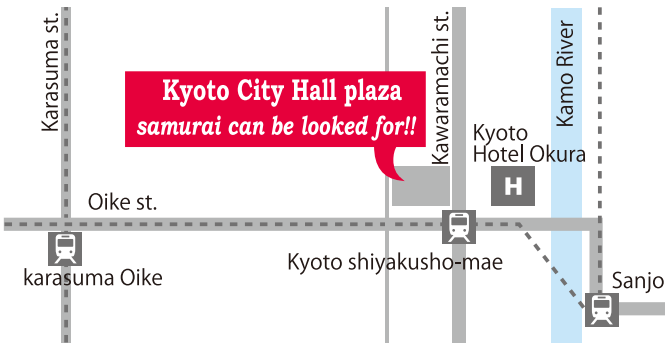 Karasuma st.
Kawaramachi st.
Kamo River
Kyoto City Hall plaza
samurai can be looked for!!
Kyoto
Hotel Okura
H
Oike st.
karasuma Oike
Kyoto shiyakusho-mae
Sanjo